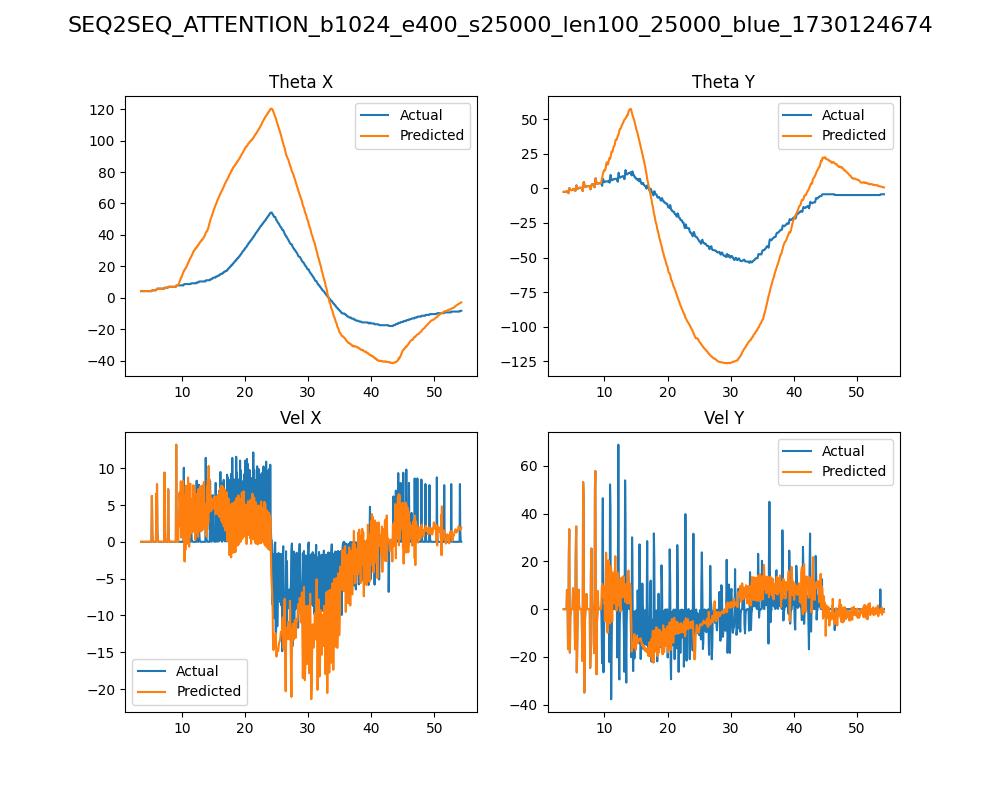 SEQ2SEQ_ATTENTION_b1024_e400_s25000_len100_25000_blue_1730124674
Theta X
120
100
80
60
40
20
0
−20
−40
10 20 30 40 50
Actual
Predicted
Theta Y
50
25
0
−25
−50
−75
−100
−125
10 20 30 40 50
Actual
Predicted
Vel X
10
5
0
−5
−10
−15
−20
10 20 30 40 50
Actual
Predicted
Vel Y
60
40
20
0
−20
−40
10 20 30 40 50
Actual
Predicted